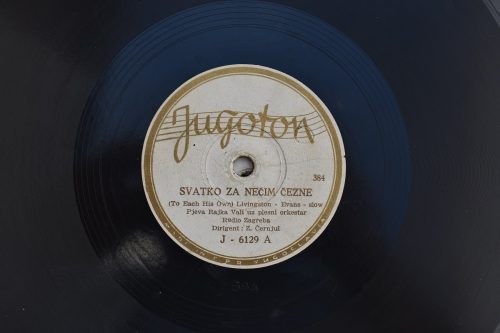 Jugoton
384
SVATKO ZA NEČIM ČEZNE
(To Each His Own) Livingston - Evans - slow
Pjeva Rajka Vali uz plesni orkestar
Radio Zagreba
Dirigent: Z. Černjul
J - 6129 A